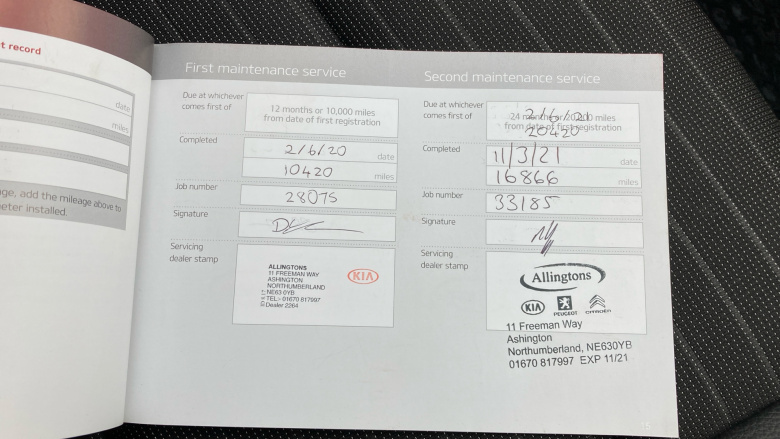 t record
date
miles
ge, add the mileage above to
eter installed.
First maintenance service
Due at whichever
comes first of
12 months or 10,000 miles
from date of first registration
Completed
2/6/20 date
10420 miles
Job number
28075
Signature
Servicing
dealer stamp
ALLINGTONS
11 FREEMAN WAY
ASHINGTON
NORTHUMBERLAND
NE63 0YB
TEL:- 01670 817997
Dealer 2264
KIA
Second maintenance service
Due at whichever
comes first of
24 months or 20,000 miles
from date of first registration
2/6/20
20420
Completed
11/3/21 date
16866 miles
Job number
33185
Signature
Servicing
dealer stamp
Allingtons
KIA PEUGEOT CITROËN
11 Freeman Way
Ashington
Northumberland, NE630YB
01670 817997 EXP 11/21